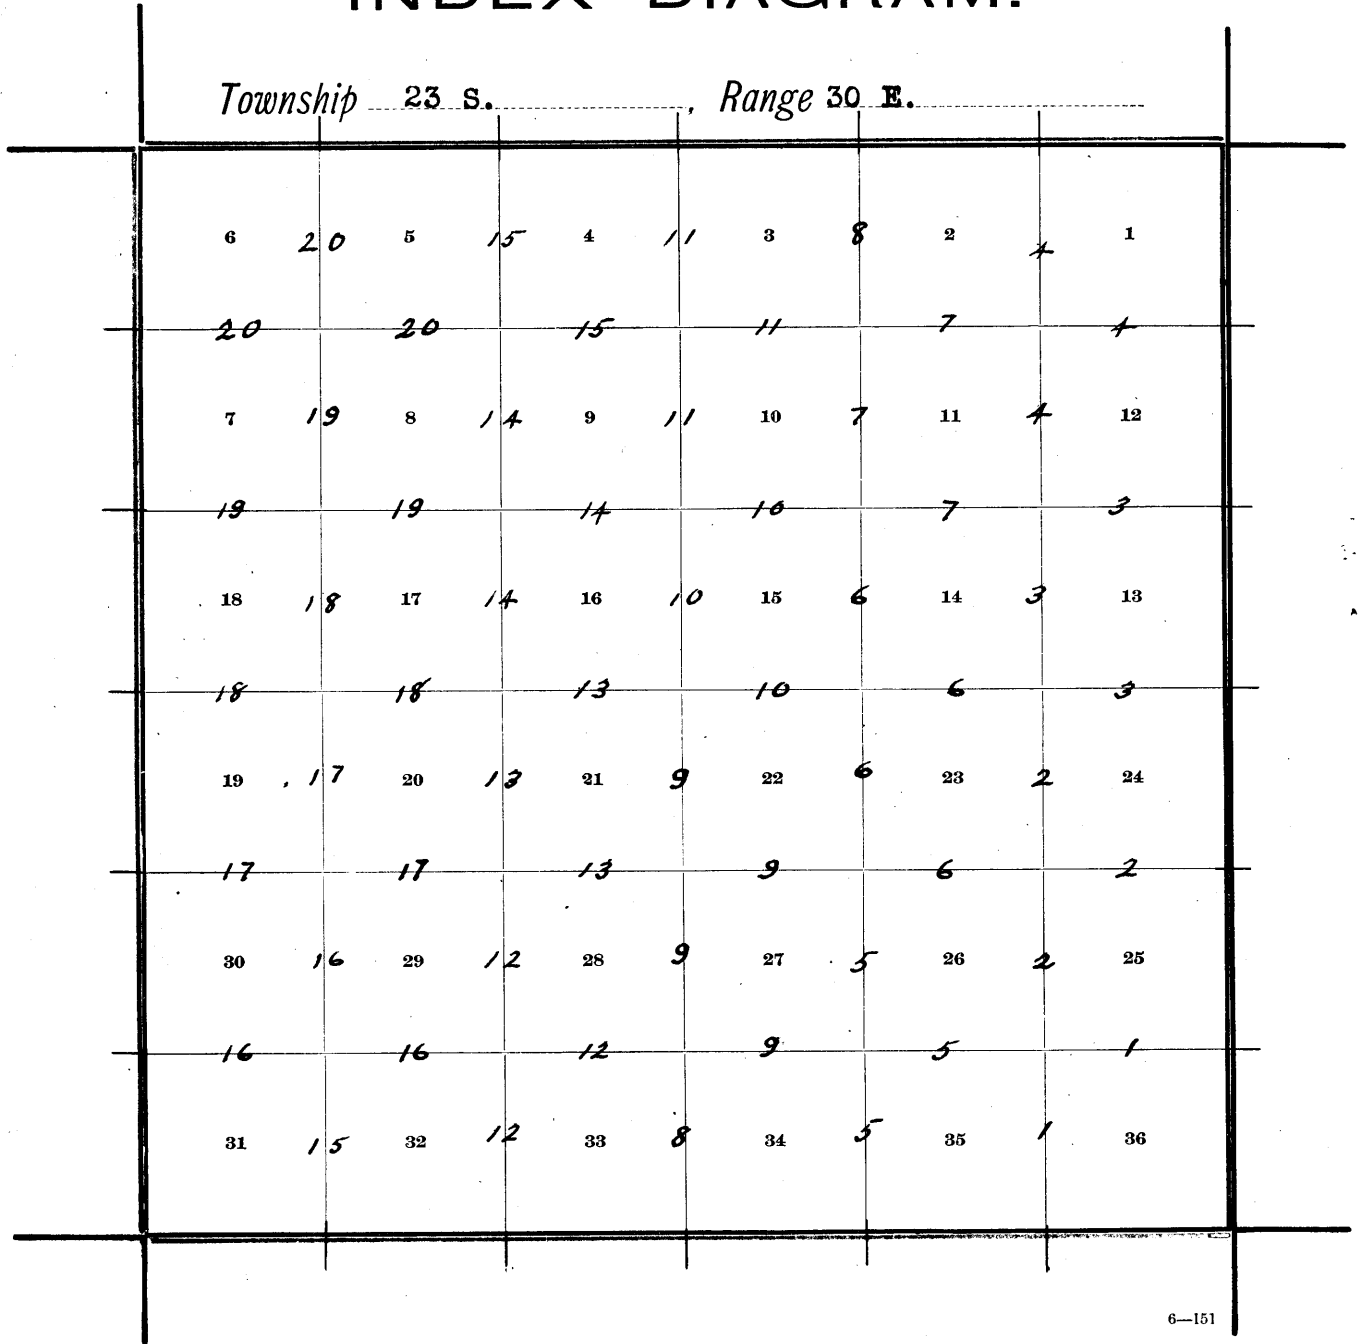 INDEX DIAGRAM.
Township 23 S. , Range 30 E.
6 20 5 15 4 11 3 8 2 4 1
20 20 15 11 7 4
7 19 8 14 9 11 10 7 11 4 12
19 19 14 10 7 3
18 18 17 14 16 10 15 6 14 3 13
18 18 13 10 6 3
19 17 20 13 21 9 22 6 23 2 24
17 17 13 9 6 2
30 16 29 12 28 9 27 5 26 2 25
16 16 12 9 5 1
31 15 32 12 33 8 34 5 35 1 36
6—151